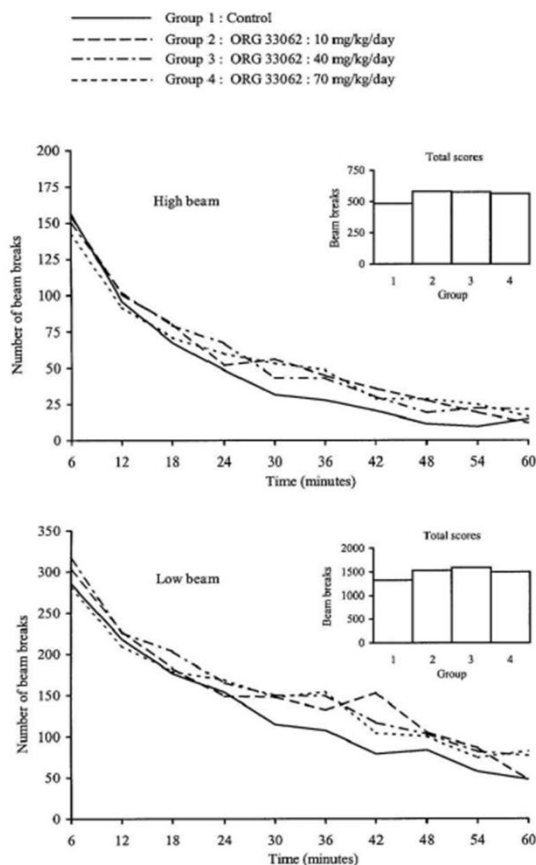 Group 1 : Control
Group 2 : ORG 33062 : 10 mg/kg/day
Group 3 : ORG 33062 : 40 mg/kg/day
Group 4 : ORG 33062 : 70 mg/kg/day
200
175
150
125
100
75
50
25
0
Number of beam breaks
High beam
Total scores
750
500
250
0
Beam breaks
1 2 3 4
Group
6 12 18 24 30 36 42 48 54 60
Time (minutes)
350
300
250
200
150
100
50
0
Number of beam breaks
Low beam
Total scores
2000
1500
1000
500
0
Beam breaks
1 2 3 4
Group
6 12 18 24 30 36 42 48 54 60
Time (minutes)